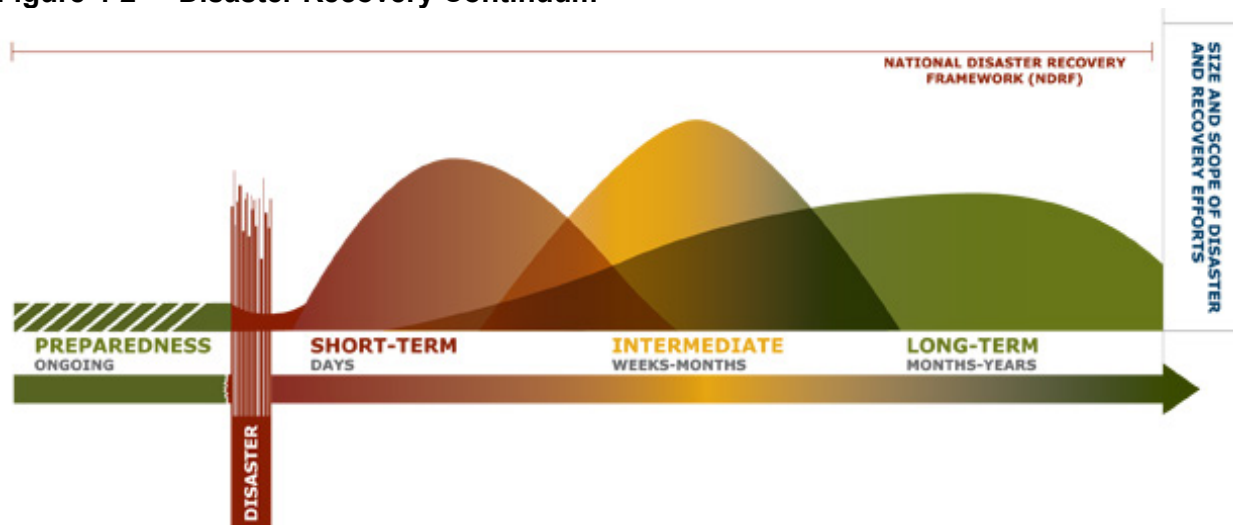 NATIONAL DISASTER RECOVERY
FRAMEWORK (NDRF)
SIZE AND SCOPE OF DISASTER
AND RECOVERY EFFORTS
PREPAREDNESS
ONGOING
SHORT-TERM
DAYS
INTERMEDIATE
WEEKS-MONTHS
LONG-TERM
MONTHS-YEARS
DISASTER